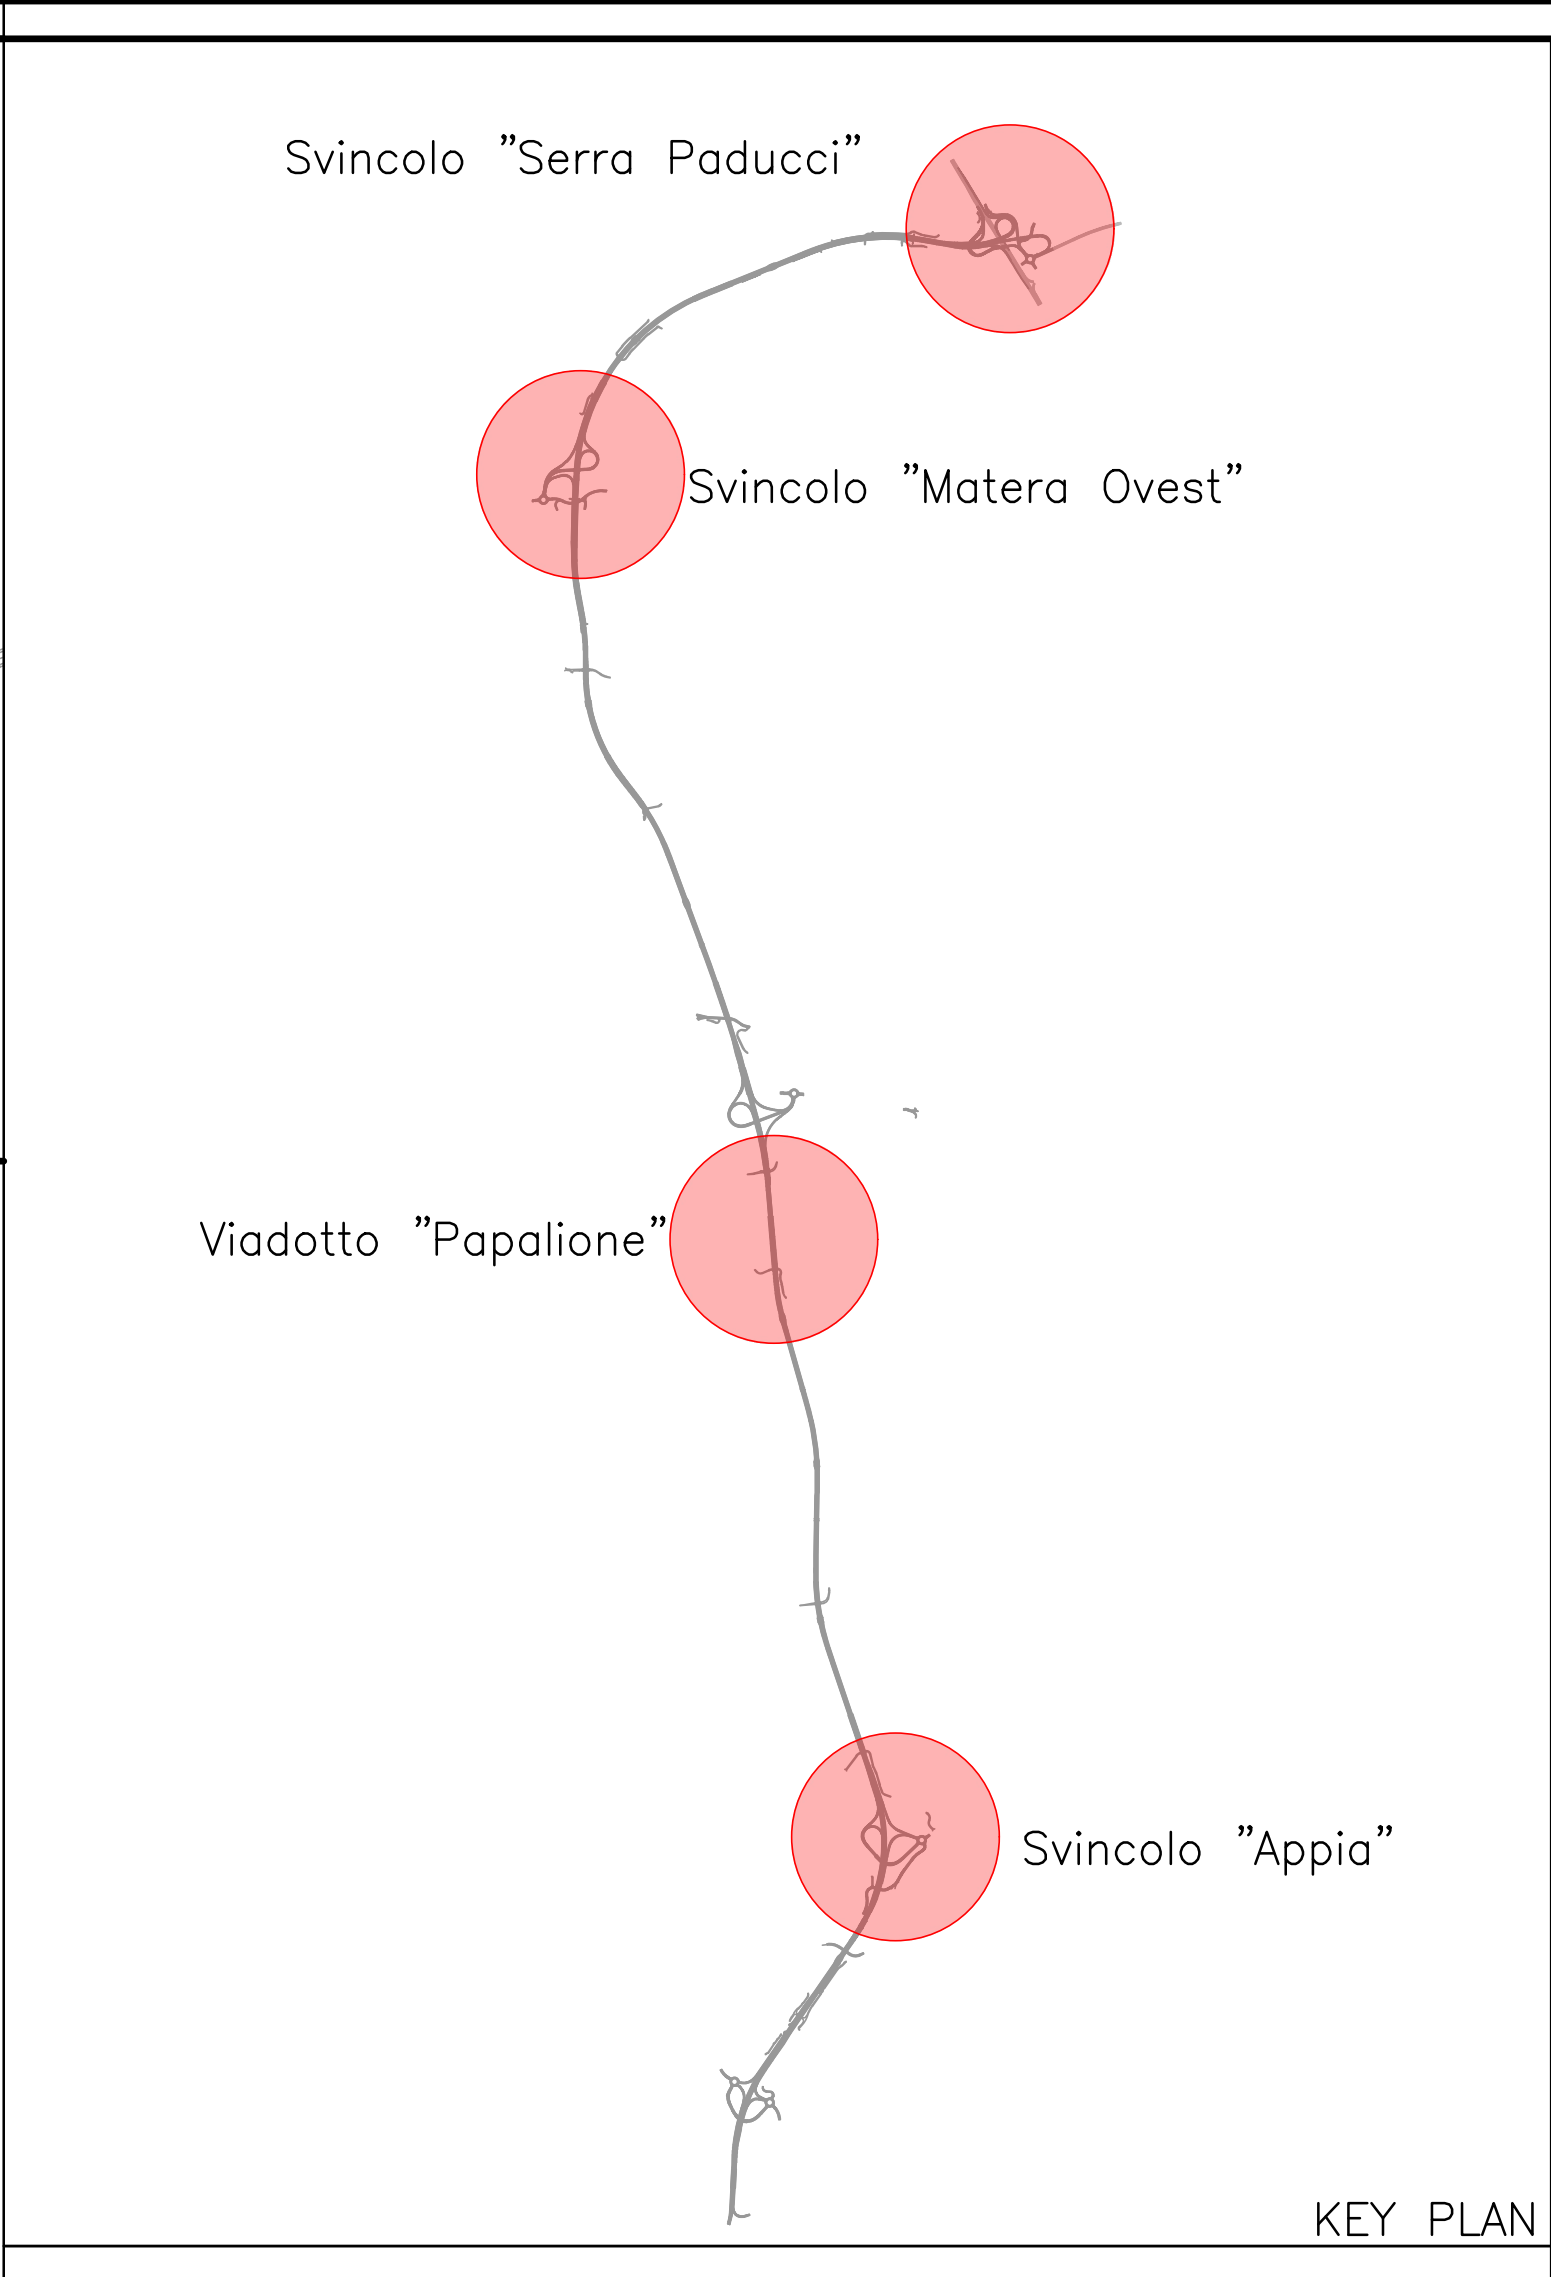 Svincolo "Serra Paducci"
Svincolo "Matera Ovest"
Viadotto "Papalione"
Svincolo "Appia"
KEY PLAN